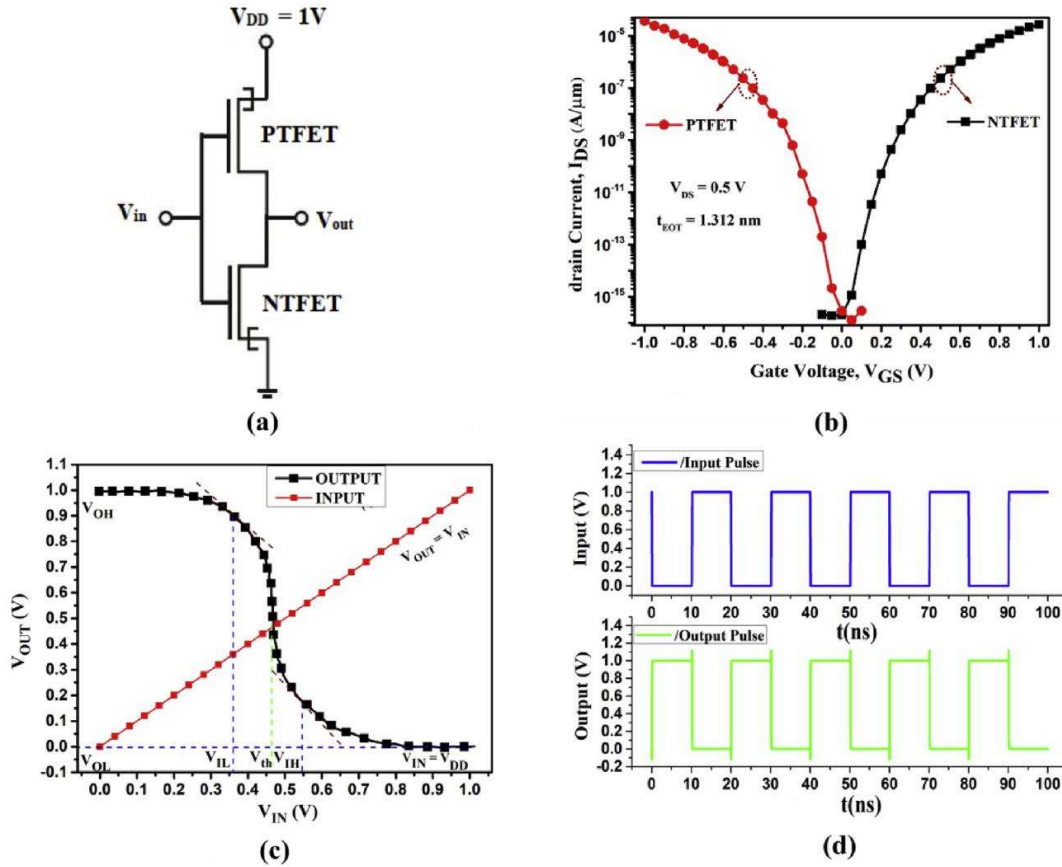 V_DD = 1V
PTFET
V_in
V_out
NTFET
(a)
drain Current, I_DS (A/μm)
10⁻⁵
10⁻⁷
10⁻⁹
10⁻¹¹
10⁻¹³
10⁻¹⁵
PTFET
NTFET
V_DS = 0.5 V
t_EOT = 1.312 nm
-1.0 -0.8 -0.6 -0.4 -0.2 0.0 0.2 0.4 0.6 0.8 1.0
Gate Voltage, V_GS (V)
(b)
V_OUT (V)
1.1
1.0
0.9
0.8
0.7
0.6
0.5
0.4
0.3
0.2
0.1
0.0
-0.1
OUTPUT
INPUT
V_OH
V_OUT = V_IN
V_OL
V_IL
V_th
V_IH
V_IN = V_DD
0.0 0.1 0.2 0.3 0.4 0.5 0.6 0.7 0.8 0.9 1.0
V_IN (V)
(c)
Input (V)
1.4
1.2
1.0
0.8
0.6
0.4
0.2
0.0
/Input Pulse
0 10 20 30 40 50 60 70 80 90 100
t(ns)
Output (V)
1.4
1.2
1.0
0.8
0.6
0.4
0.2
0.0
-0.2
/Output Pulse
0 10 20 30 40 50 60 70 80 90 100
t(ns)
(d)